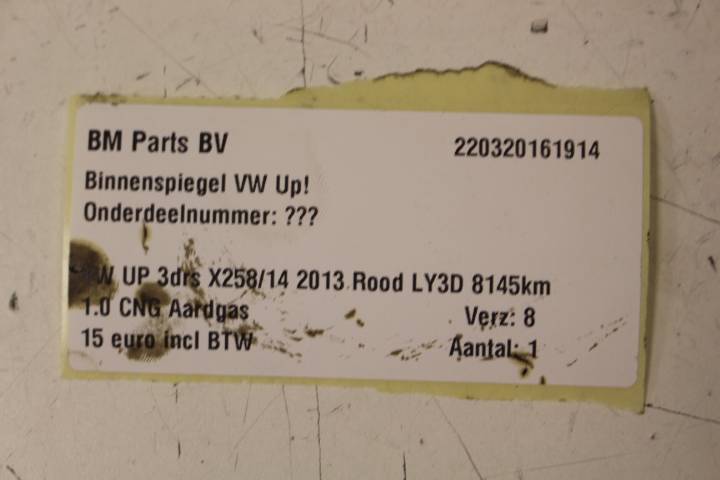 BM Parts BV 220320161914
Binnenspiegel VW Up!
Onderdeelnummer: ???
VW UP 3drs X258/14 2013 Rood LY3D 8145km
1.0 CNG Aardgas Verz: 8
15 euro incl BTW Aantal: 1